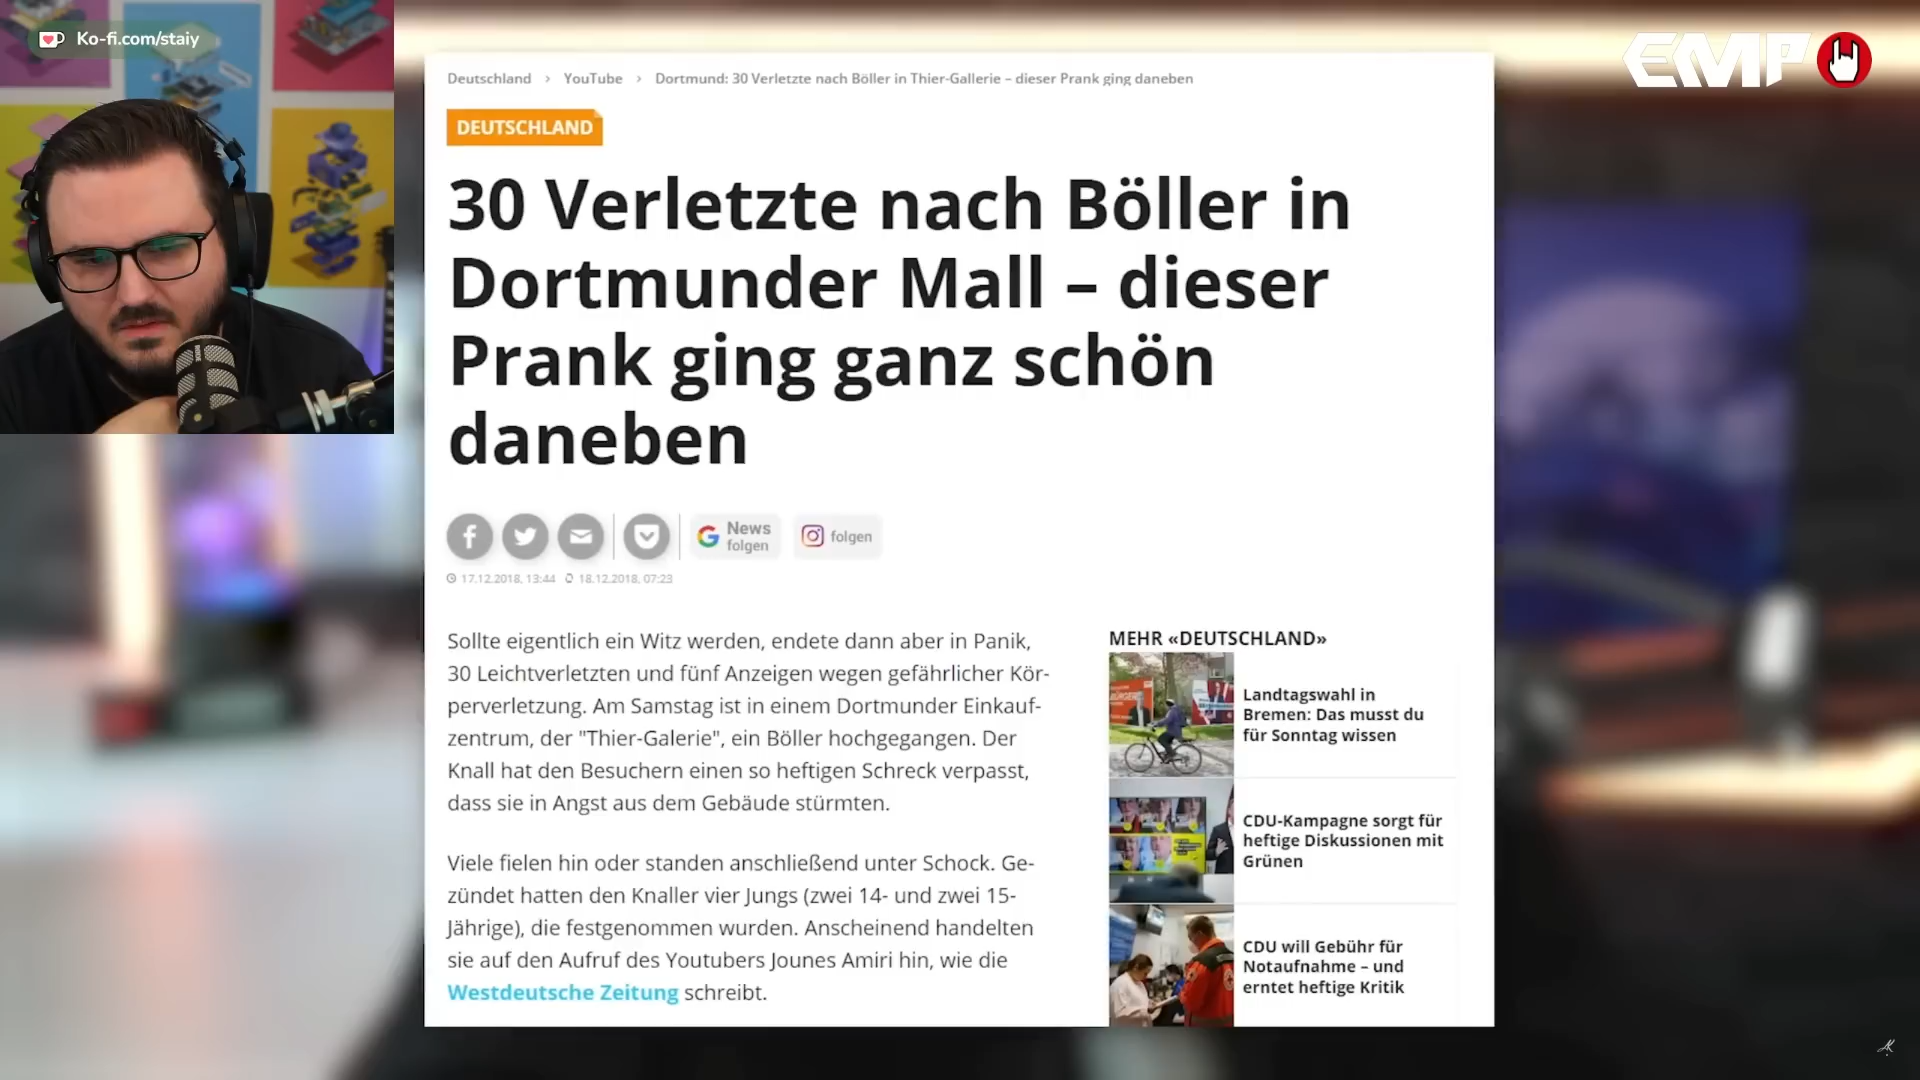 Ko-fi.com/staiy
EMP
Deutschland › YouTube › Dortmund: 30 Verletzte nach Böller in Thier-Gallerie – dieser Prank ging daneben
DEUTSCHLAND
30 Verletzte nach Böller in
Dortmunder Mall – dieser
Prank ging ganz schön
daneben
News
folgen
folgen
17.12.2018, 13:44 18.12.2018, 07:23
Sollte eigentlich ein Witz werden, endete dann aber in Panik,
30 Leichtverletzten und fünf Anzeigen wegen gefährlicher Kör-
perverletzung. Am Samstag ist in einem Dortmunder Einkauf-
zentrum, der "Thier-Galerie", ein Böller hochgegangen. Der
Knall hat den Besuchern einen so heftigen Schreck verpasst,
dass sie in Angst aus dem Gebäude stürmten.
Viele fielen hin oder standen anschließend unter Schock. Ge-
zündet hatten den Knaller vier Jungs (zwei 14- und zwei 15-
Jährige), die festgenommen wurden. Anscheinend handelten
sie auf den Aufruf des Youtubers Jounes Amiri hin, wie die
Westdeutsche Zeitung schreibt.
MEHR «DEUTSCHLAND»
Landtagswahl in
Bremen: Das musst du
für Sonntag wissen
CDU-Kampagne sorgt für
heftige Diskussionen mit
Grünen
CDU will Gebühr für
Notaufnahme – und
erntet heftige Kritik